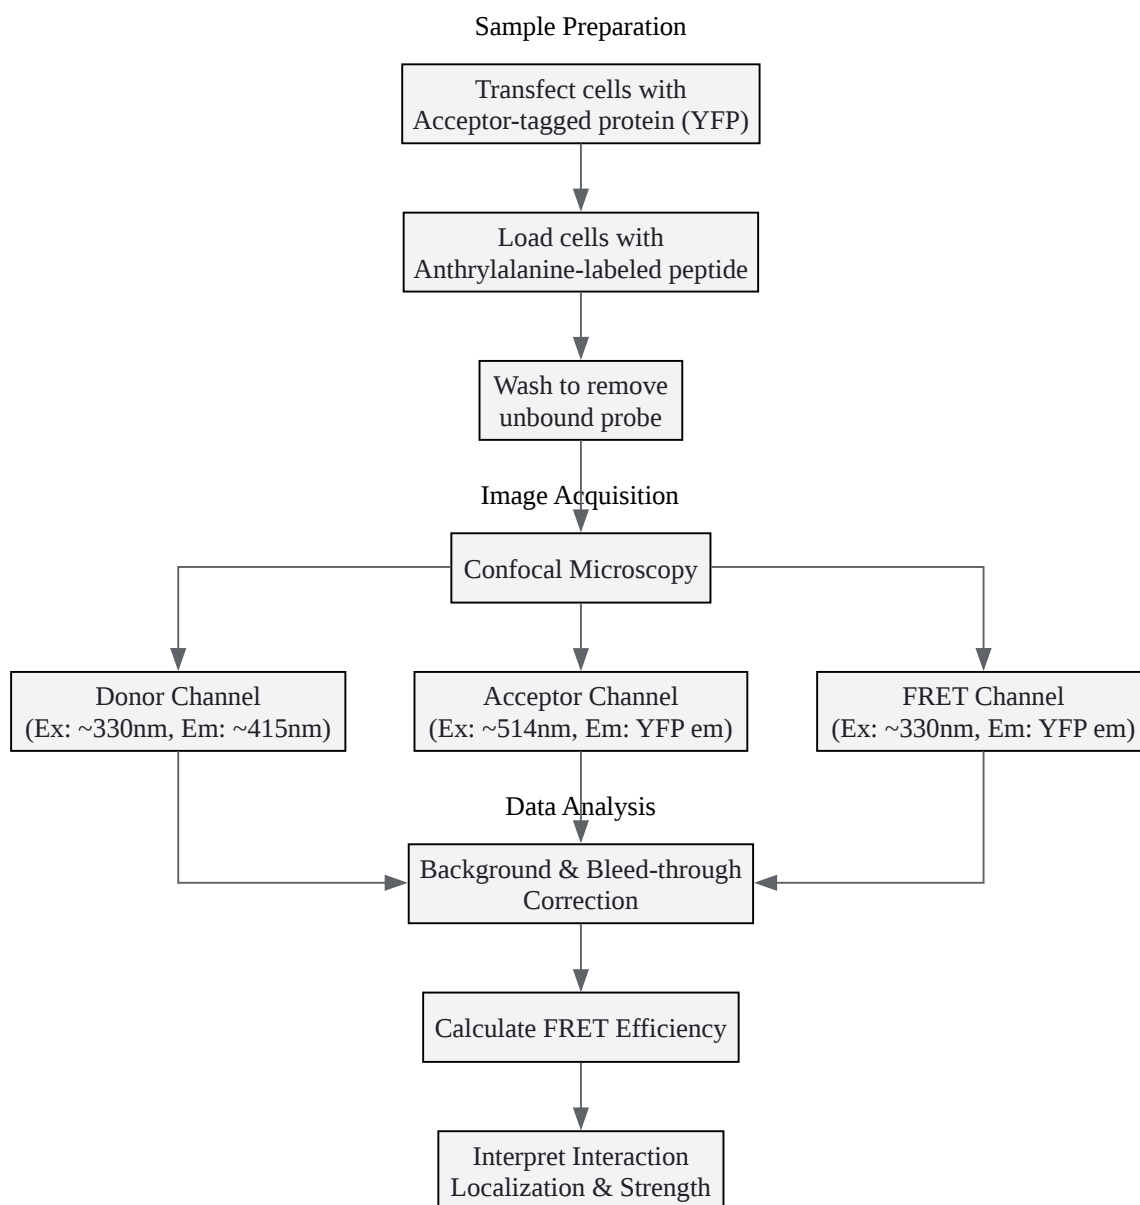 Sample Preparation
Transfect cells with
Acceptor-tagged protein (YFP)
Load cells with
Anthrylalanine-labeled peptide
Wash to remove
unbound probe
Image Acquisition
Confocal Microscopy
Donor Channel
(Ex: ~330nm, Em: ~415nm)
Acceptor Channel
(Ex: ~514nm, Em: YFP em)
FRET Channel
(Ex: ~330nm, Em: YFP em)
Data Analysis
Background & Bleed-through
Correction
Calculate FRET Efficiency
Interpret Interaction
Localization & Strength